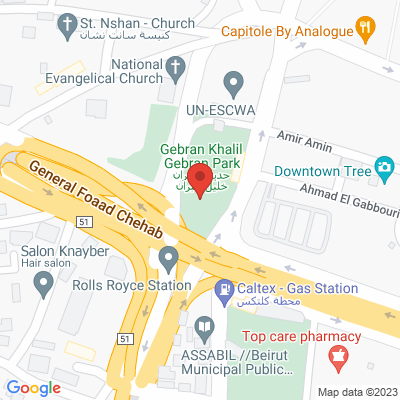 St. Nshan - Church
كنيسة سانت نشان
Capitole By Analogue
National
Evangelical Church
UN-ESCWA
Amir Amin
Gebran Khalil
Gebran Park
خليل جبران
Downtown Tree
Ahmad El Gabbouri
General Foaad Chehab
51
Salon Knayber
Hair salon
Rolls Royce Station
Caltex - Gas Station
محطة كلتكس
51
Top care pharmacy
ASSABIL //Beirut
Municipal Public...
Google
Map data ©2023